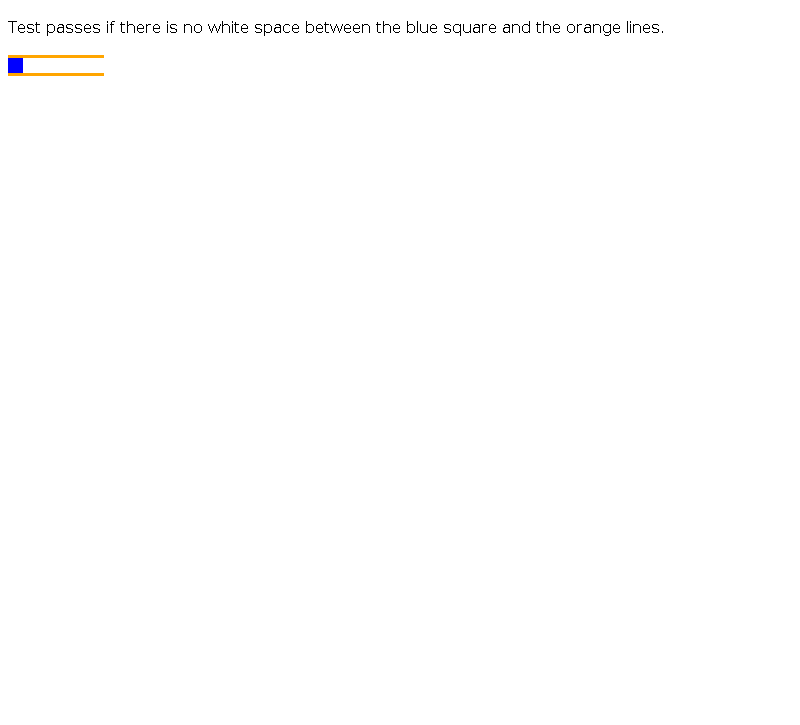 Test passes if there is no white space between the blue square and the orange lines.